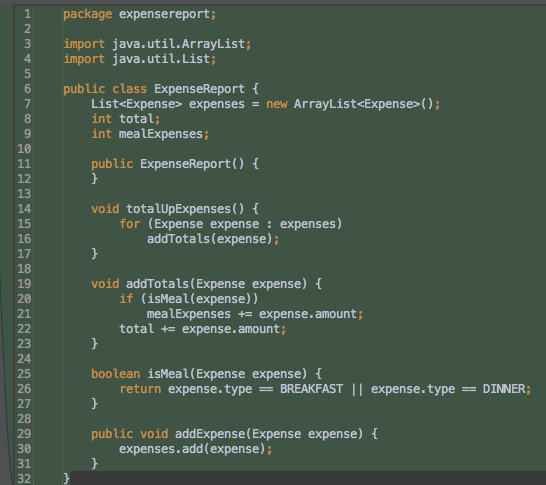 1 package expensereport;
2
3 import java.util.ArrayList;
4 import java.util.List;
5
6 public class ExpenseReport {
7     List<Expense> expenses = new ArrayList<Expense>();
8     int total;
9     int mealExpenses;
10
11     public ExpenseReport() {
12     }
13
14     void totalUpExpenses() {
15         for (Expense expense : expenses)
16             addTotals(expense);
17     }
18
19     void addTotals(Expense expense) {
20         if (isMeal(expense))
21             mealExpenses += expense.amount;
22         total += expense.amount;
23     }
24
25     boolean isMeal(Expense expense) {
26         return expense.type == BREAKFAST || expense.type == DINNER;
27     }
28
29     public void addExpense(Expense expense) {
30         expenses.add(expense);
31     }
32 }